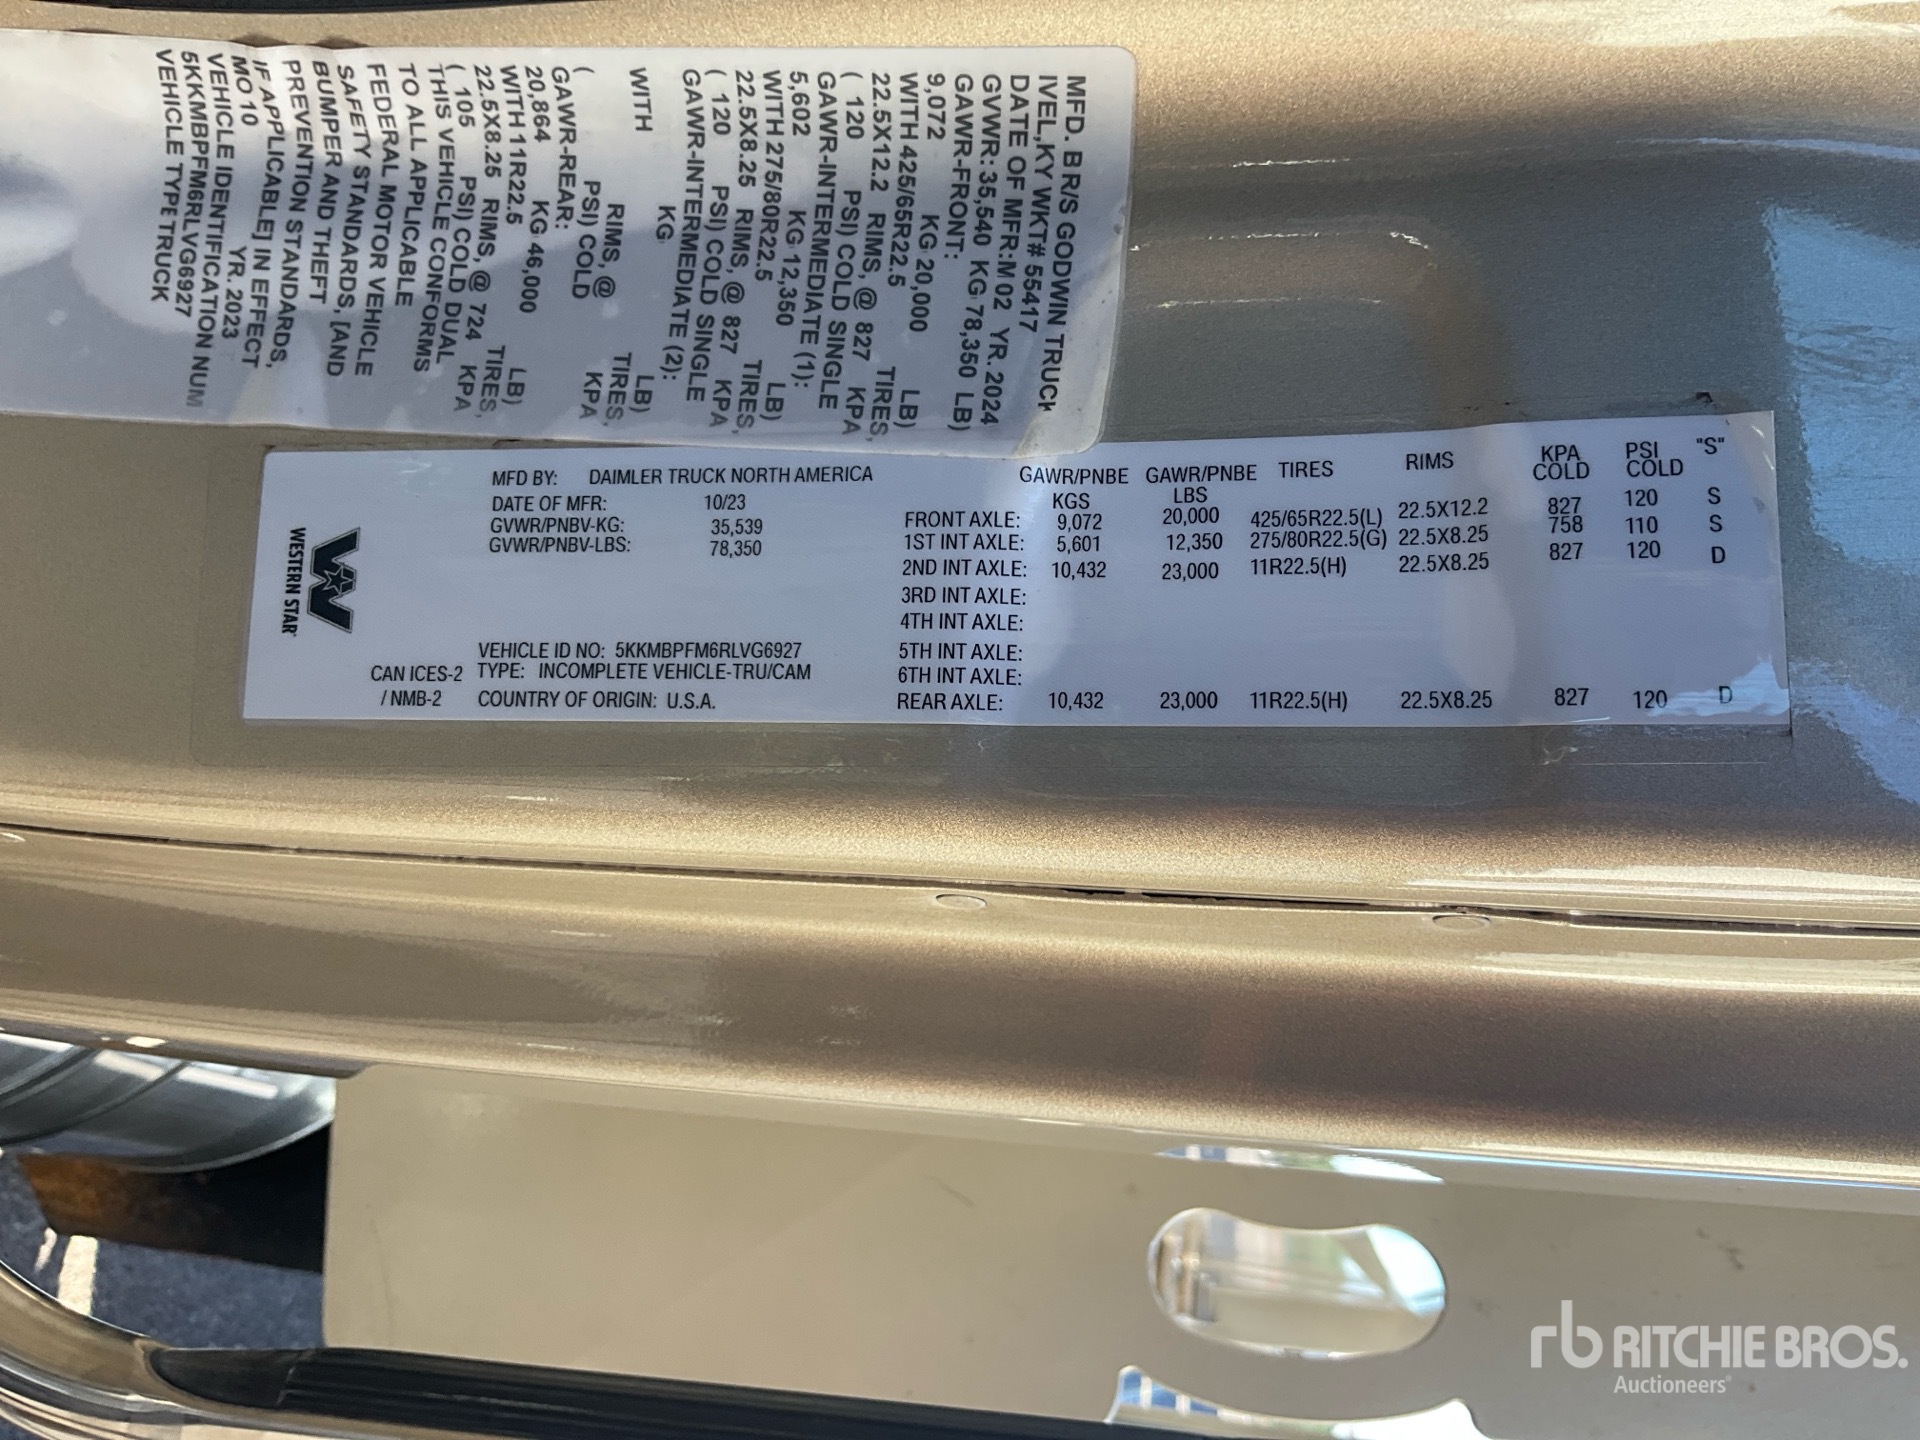 MFD. BR/S GODWIN TRUCK
IVEL,KY WKT# 55417
DATE OF MFR:M 02 YR. 2024
GVWR: 35,540 KG 78,350 LB)
GAWR-FRONT:
9,072 KG 20,000 LB)
WITH 425/65R22.5 TIRES,
22.5X12.2 RIMS, @ 827 KPA
( 120 PSI) COLD SINGLE
GAWR-INTERMEDIATE (1):
5,602 KG 12,350 LB)
WITH 275/80R22.5 TIRES,
22.5X8.25 RIMS, @ 827 KPA
( 120 PSI) COLD SINGLE
GAWR-INTERMEDIATE (2):
KG LB)
WITH TIRES,
RIMS, @ KPA
( PSI) COLD
GAWR-REAR:
20,864 KG 46,000 LB)
WITH 11R22.5 TIRES,
22.5X8.25 RIMS, @ 724 KPA
( 105 PSI) COLD DUAL
THIS VEHICLE CONFORMS
TO ALL APPLICABLE
FEDERAL MOTOR VEHICLE
SAFETY STANDARDS, [AND
BUMPER AND THEFT
PREVENTION STANDARDS,
IF APPLICABLE] IN EFFECT
MO 10 YR. 2023
VEHICLE IDENTIFICATION NUM
5KKMBPFM6RLVG6927
VEHICLE TYPE TRUCK
WESTERN STAR
MFD BY: DAIMLER TRUCK NORTH AMERICA
DATE OF MFR: 10/23
GVWR/PNBV-KG: 35,539
GVWR/PNBV-LBS: 78,350
VEHICLE ID NO: 5KKMBPFM6RLVG6927
CAN ICES-2 TYPE: INCOMPLETE VEHICLE-TRU/CAM
/ NMB-2 COUNTRY OF ORIGIN: U.S.A.
GAWR/PNBE KGS GAWR/PNBE LBS TIRES RIMS KPA COLD PSI COLD "S"
FRONT AXLE: 9,072 20,000 425/65R22.5(L) 22.5X12.2 827 120 S
1ST INT AXLE: 5,601 12,350 275/80R22.5(G) 22.5X8.25 758 110 S
2ND INT AXLE: 10,432 23,000 11R22.5(H) 22.5X8.25 827 120 D
3RD INT AXLE:
4TH INT AXLE:
5TH INT AXLE:
6TH INT AXLE:
REAR AXLE: 10,432 23,000 11R22.5(H) 22.5X8.25 827 120 D
rb RITCHIE BROS.
Auctioneers